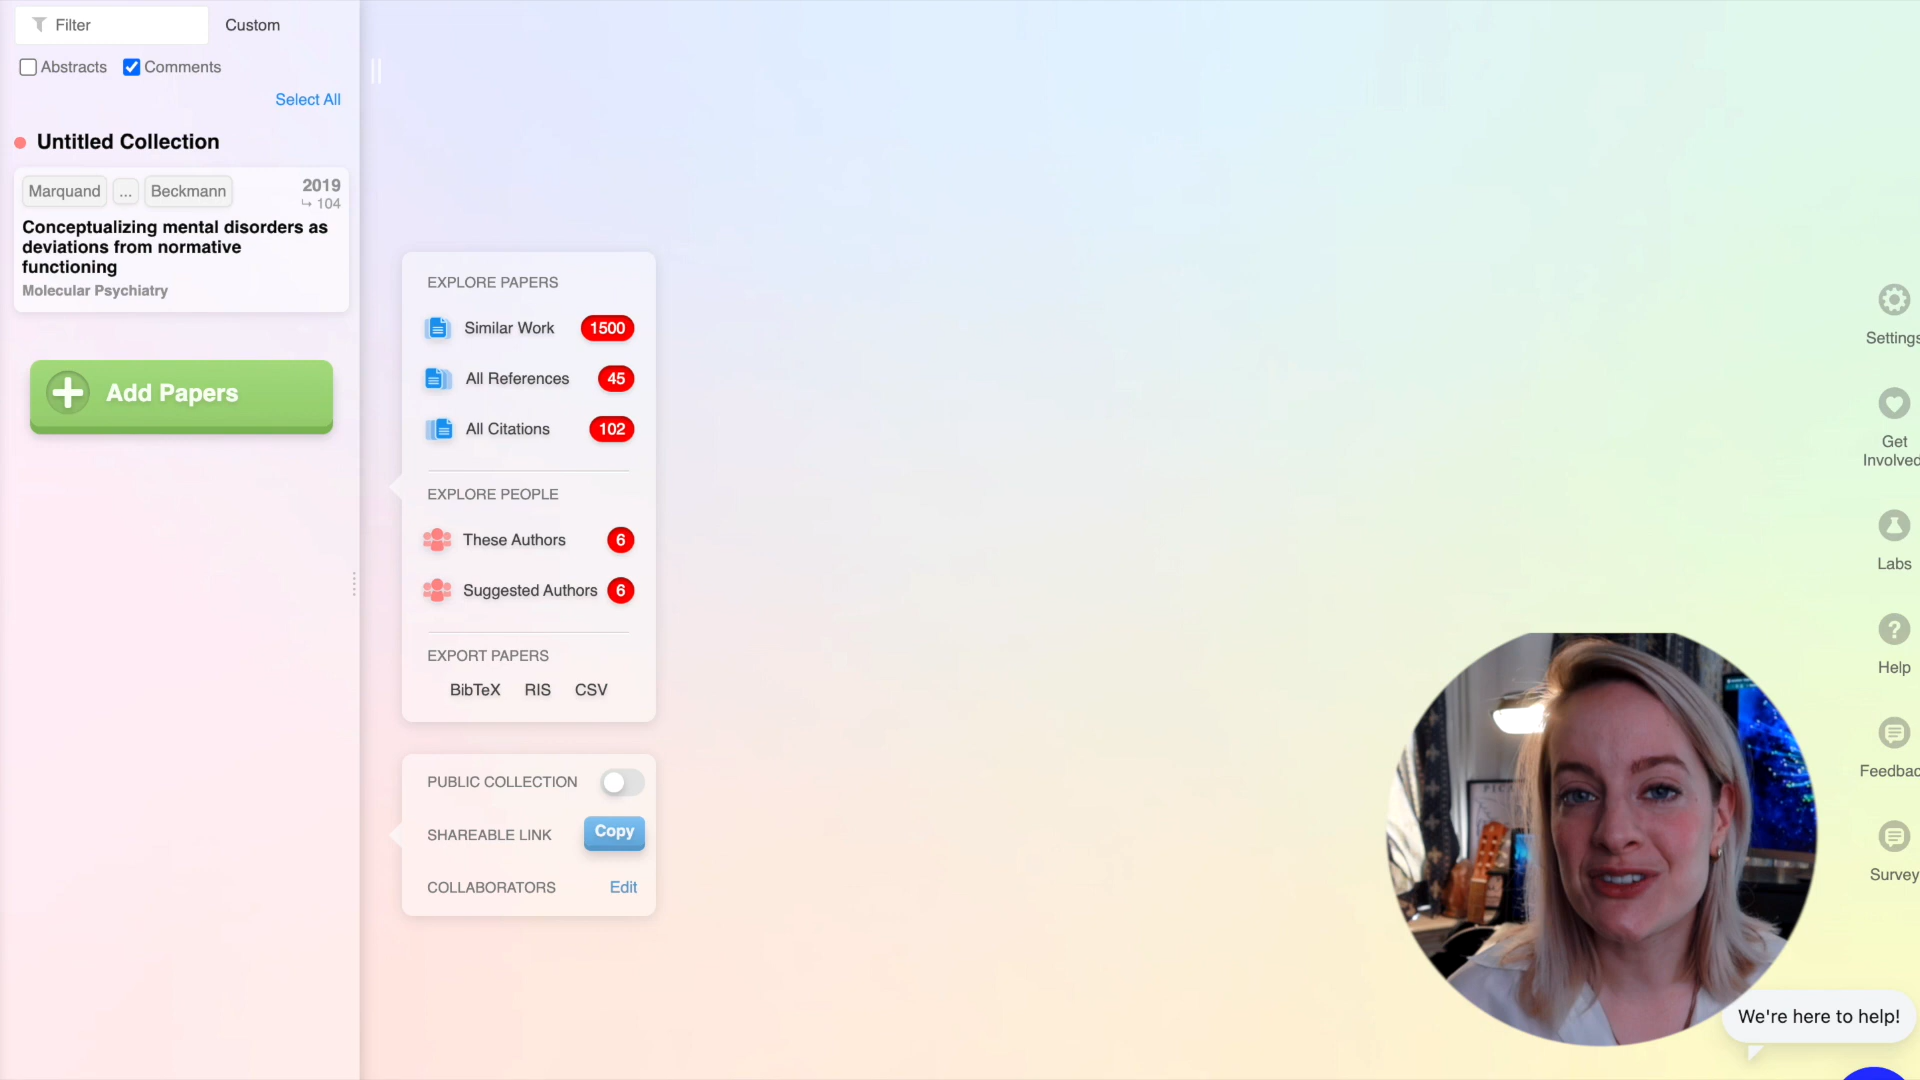 Filter
Custom
Abstracts
Comments
Select All
Untitled Collection
Marquand
...
Beckmann
2019
104
Conceptualizing mental disorders as
deviations from normative
functioning
Molecular Psychiatry
Add Papers
EXPLORE PAPERS
Similar Work
1500
All References
45
All Citations
102
EXPLORE PEOPLE
These Authors
6
Suggested Authors
6
EXPORT PAPERS
BibTeX RIS CSV
PUBLIC COLLECTION
SHAREABLE LINK
Copy
COLLABORATORS
Edit
Settings
Get
Involved
Labs
?
Help
Feedbac
Survey
We're here to help!